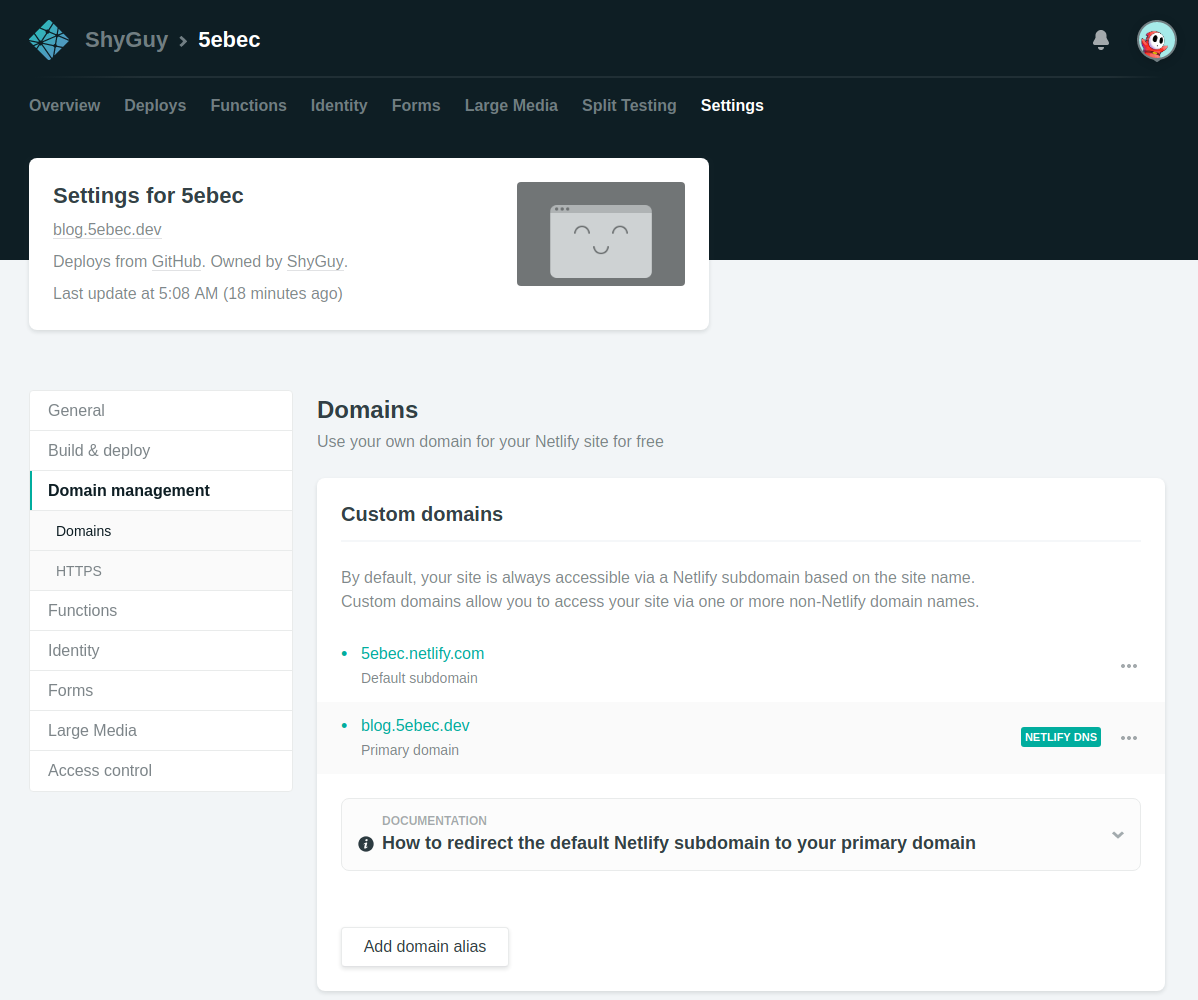 ShyGuy > 5ebec
Overview Deploys Functions Identity Forms Large Media Split Testing Settings
Settings for 5ebec
blog.5ebec.dev
Deploys from GitHub. Owned by ShyGuy.
Last update at 5:08 AM (18 minutes ago)
General
Build & deploy
Domain management
Domains
HTTPS
Functions
Identity
Forms
Large Media
Access control
Domains
Use your own domain for your Netlify site for free
Custom domains
By default, your site is always accessible via a Netlify subdomain based on the site name.
Custom domains allow you to access your site via one or more non-Netlify domain names.
• 5ebec.netlify.com
Default subdomain
• blog.5ebec.dev
Primary domain
NETLIFY DNS
DOCUMENTATION
How to redirect the default Netlify subdomain to your primary domain
Add domain alias